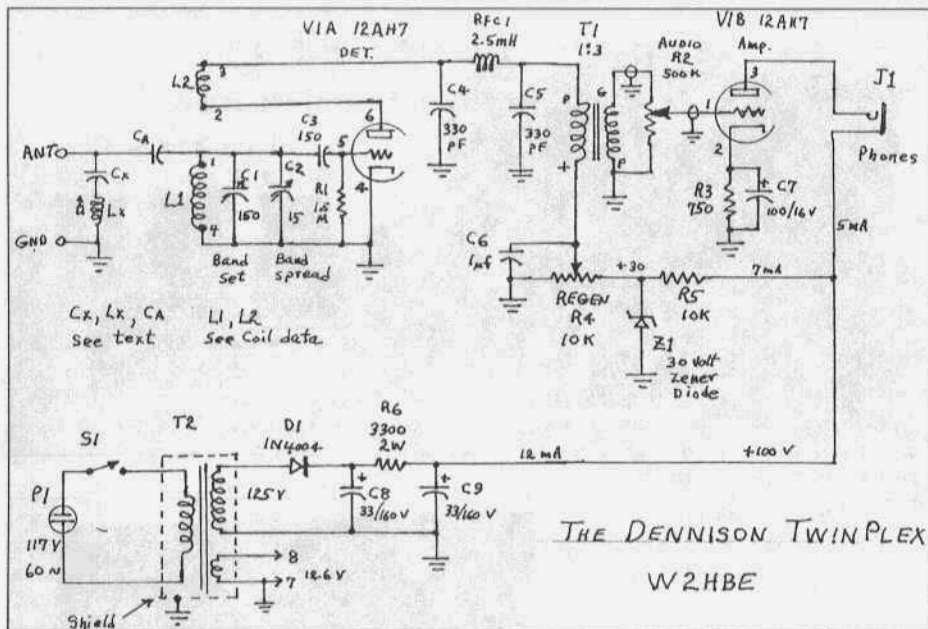 V1A 12AH7
DET.
RFC1
2.5mH
T1
1:3
V1B 12AH7
Amp.
AUDIO
R2
500K
J1
Phones
L2
3
2
6
5
4
C3
150
C4
330
PF
C5
330
PF
P
G
+
F
1
3
2
ANT
GND
CA
Cx
Lx
L1
1
4
C1
150
C2
15
R1
1.5
M
Band
Set
Band
spread
R3
750
C7
100/16V
5mA
C6
1µf
+30
7mA
REGEN
R4
10K
R5
10K
Z1
30 Volt
Zener
Diode
Cx, Lx, CA
See text
L1, L2
See Coil data
S1
P1
117V
60~
T2
D1
1N4004
R6
3300
2W
12mA
+100V
125V
+
C8
33/160V
+
C9
33/160V
8
7
12.6V
Shield
THE DENNISON TWINPLEX
W2HBE